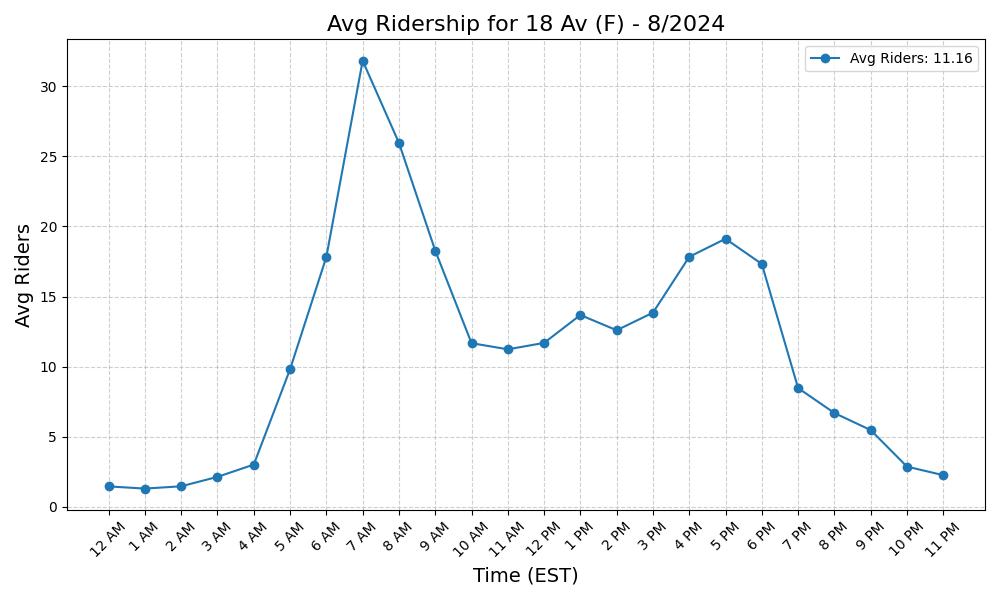 Avg Ridership for 18 Av (F) - 8/2024
Avg Riders: 11.16
Avg Riders
30
25
20
15
10
5
0
12 AM
1 AM
2 AM
3 AM
4 AM
5 AM
6 AM
7 AM
8 AM
9 AM
10 AM
11 AM
12 PM
1 PM
2 PM
3 PM
4 PM
5 PM
6 PM
7 PM
8 PM
9 PM
10 PM
11 PM
Time (EST)